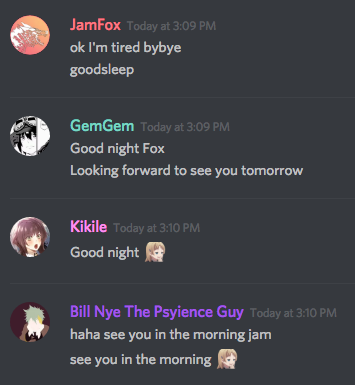 JamFox Today at 3:09 PM
ok I'm tired bybye
goodsleep
GemGem Today at 3:09 PM
Good night Fox
Looking forward to see you tomorrow
Kikile Today at 3:10 PM
Good night
Bill Nye The Psyience Guy Today at 3:10 PM
haha see you in the morning jam
see you in the morning